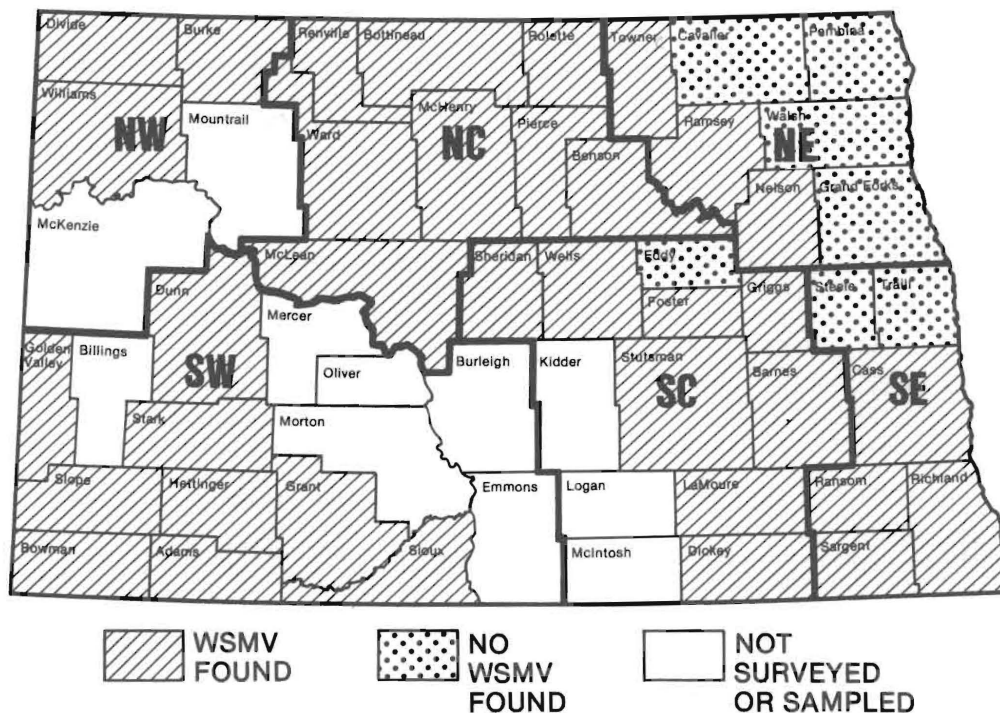 Divide
Burke
Renville
Bottineau
Rolette
Towner
Cavalier
Pembina
Williams
Mountrail
McHenry
Pierce
Ramsey
Walsh
NW
NC
NE
Ward
Benson
Nelson
Grand Forks
McKenzie
McLean
Sheridan
Wells
Eddy
Griggs
Steele
Traill
Dunn
Foster
Mercer
Golden
Valley
Billings
Oliver
Burleigh
Kidder
Stutsman
Barnes
Cass
SW
SC
SE
Stark
Morton
Slope
Hettinger
Grant
Emmons
Logan
LaMoure
Ransom
Richland
Bowman
Adams
Sioux
McIntosh
Dickey
Sargent
WSMV
FOUND
NO
WSMV
FOUND
NOT
SURVEYED
OR SAMPLED